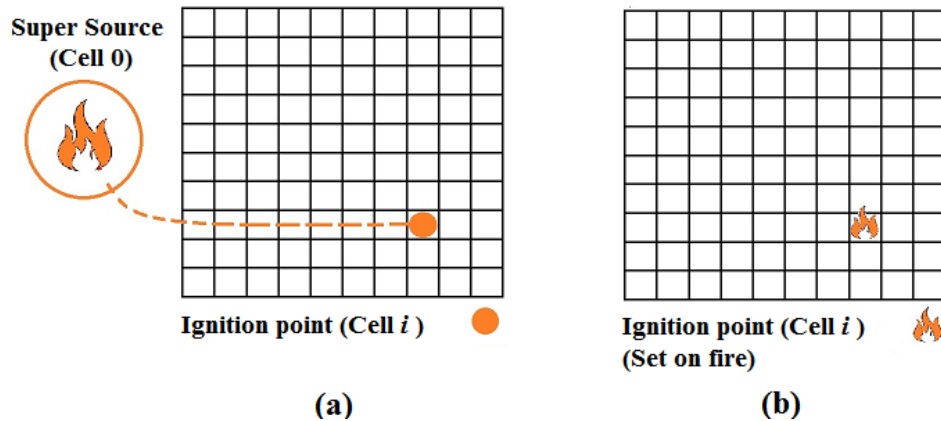 Super Source
(Cell 0)
Ignition point (Cell i )
(a)
Ignition point (Cell i )
(Set on fire)
(b)